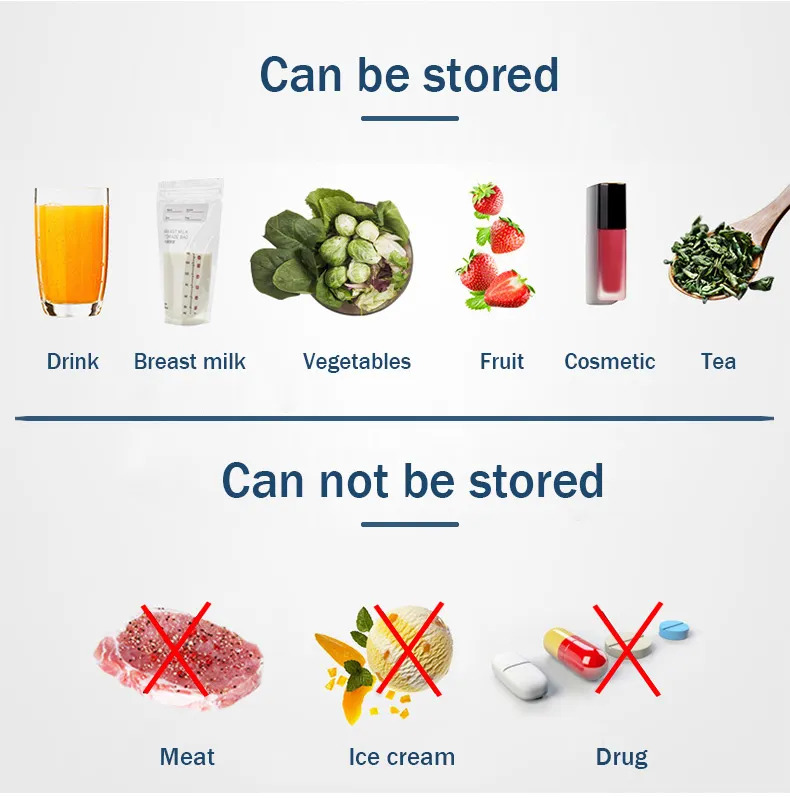 Can be stored
Drink
Breast milk
Vegetables
Fruit
Cosmetic
Tea
Can not be stored
Meat
Ice cream
Drug